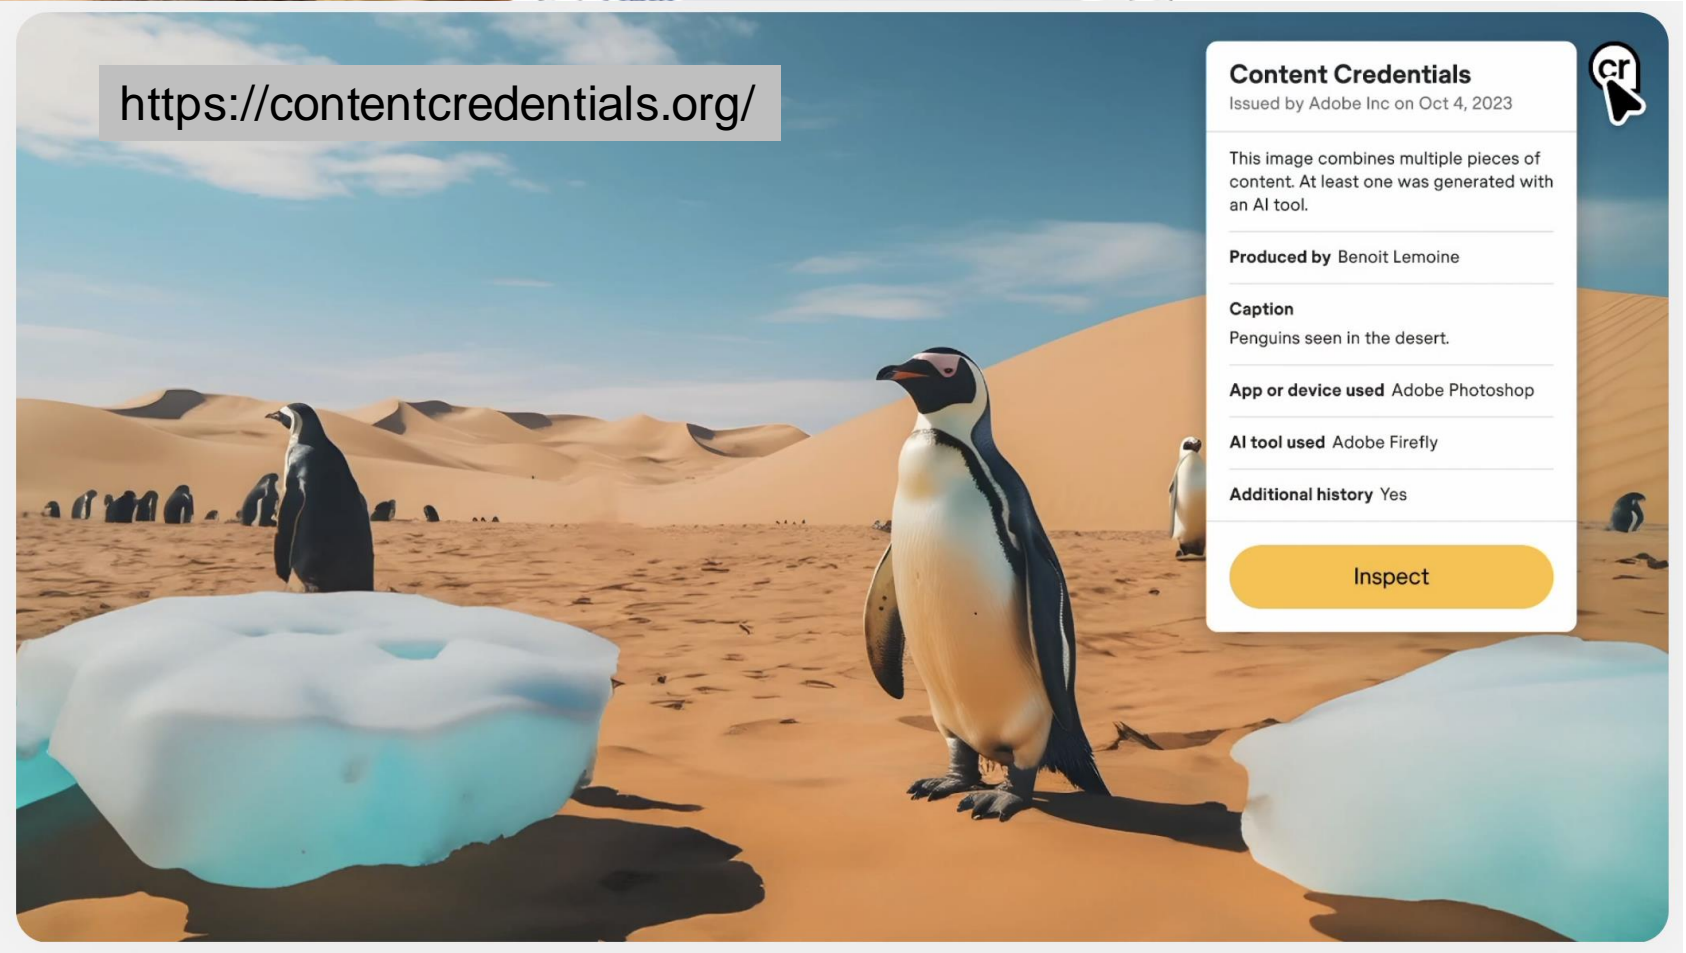 https://contentcredentials.org/
cr
Content Credentials
Issued by Adobe Inc on Oct 4, 2023
This image combines multiple pieces of
content. At least one was generated with
an AI tool.
Produced by Benoit Lemoine
Caption
Penguins seen in the desert.
App or device used Adobe Photoshop
AI tool used Adobe Firefly
Additional history Yes
Inspect